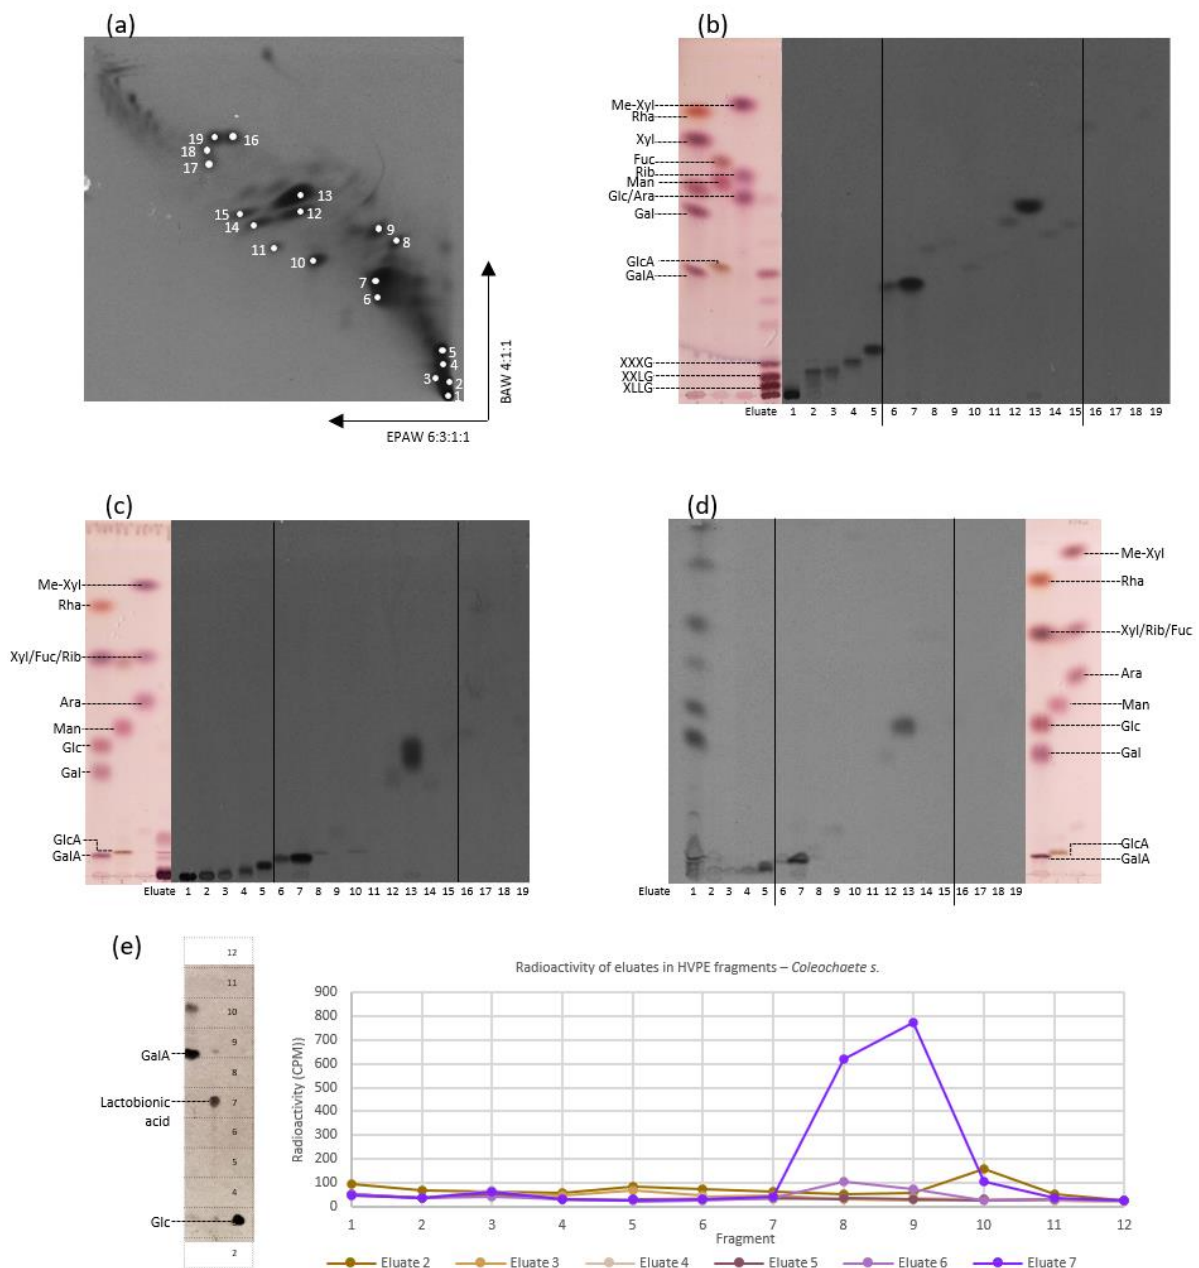 (a)
19
16
18
17
13
15
12
14
9
11
8
10
7
6
5
4
3
2
1
BAW 4:1:1
EPAW 6:3:1:1
(b)
Me-Xyl
Rha
Xyl
Fuc
Rib
Man
Glc/Ara
Gal
GlcA
GalA
XXXG
XXLG
XLLG
Eluate 1 2 3 4 5 6 7 8 9 10 11 12 13 14 15 16 17 18 19
(c)
Me-Xyl
Rha
Xyl/Fuc/Rib
Ara
Man
Glc
Gal
GlcA
GalA
Eluate 1 2 3 4 5 6 7 8 9 10 11 12 13 14 15 16 17 18 19
(d)
Me-Xyl
Rha
Xyl/Rib/Fuc
Ara
Man
Glc
Gal
GlcA
GalA
Eluate 1 2 3 4 5 6 7 8 9 10 11 12 13 14 15 16 17 18 19
(e)
12
11
10
9
GalA
8
Lactobionic
acid
7
6
5
4
Glc
2
Radioactivity of eluates in HVPE fragments – Coleochaete s.
Radioactivity (CPM))
900
800
700
600
500
400
300
200
100
0
1 2 3 4 5 6 7 8 9 10 11 12
Fragment
Eluate 2 Eluate 3 Eluate 4 Eluate 5 Eluate 6 Eluate 7